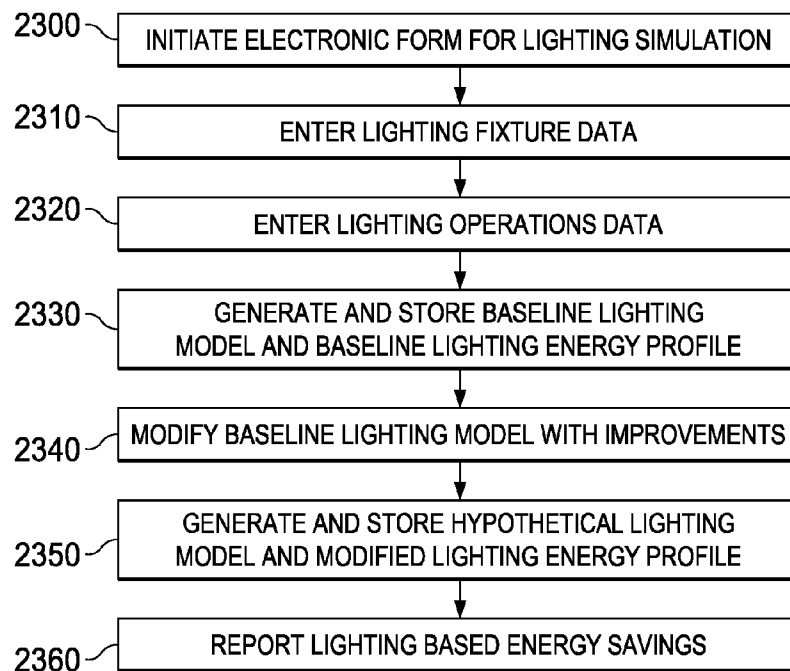 2300
INITIATE ELECTRONIC FORM FOR LIGHTING SIMULATION
2310
ENTER LIGHTING FIXTURE DATA
2320
ENTER LIGHTING OPERATIONS DATA
2330
GENERATE AND STORE BASELINE LIGHTING
MODEL AND BASELINE LIGHTING ENERGY PROFILE
2340
MODIFY BASELINE LIGHTING MODEL WITH IMPROVEMENTS
2350
GENERATE AND STORE HYPOTHETICAL LIGHTING
MODEL AND MODIFIED LIGHTING ENERGY PROFILE
2360
REPORT LIGHTING BASED ENERGY SAVINGS